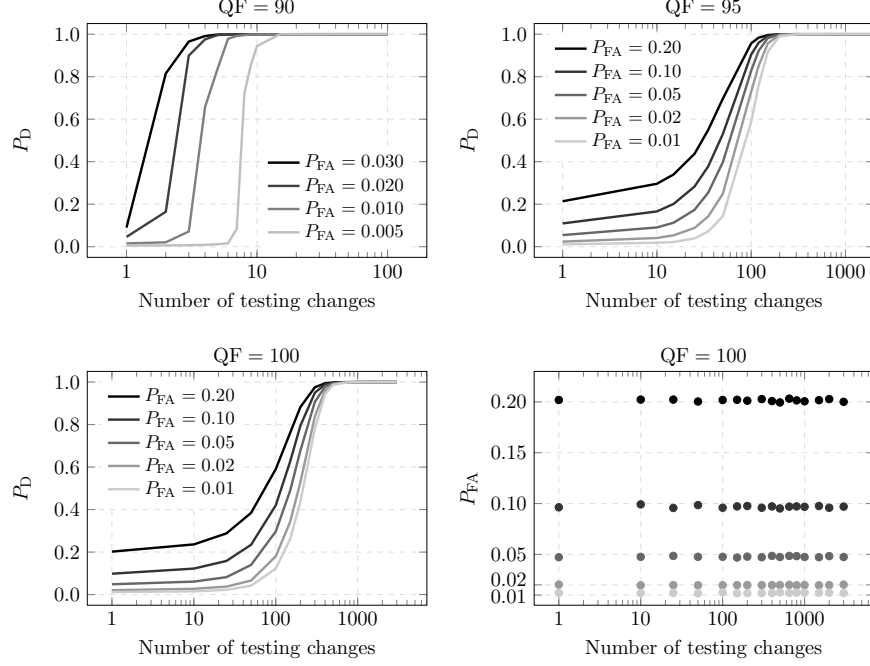 QF = 90
1.0
0.8
0.6
0.4
0.2
0.0
P_D
P_FA = 0.030
P_FA = 0.020
P_FA = 0.010
P_FA = 0.005
1 10 100
Number of testing changes
QF = 95
1.0
0.8
0.6
0.4
0.2
0.0
P_D
P_FA = 0.20
P_FA = 0.10
P_FA = 0.05
P_FA = 0.02
P_FA = 0.01
1 10 100 1000
Number of testing changes
QF = 100
1.0
0.8
0.6
0.4
0.2
0.0
P_D
P_FA = 0.20
P_FA = 0.10
P_FA = 0.05
P_FA = 0.02
P_FA = 0.01
1 10 100 1000
Number of testing changes
QF = 100
0.20
0.15
0.10
0.05
0.02
0.01
P_FA
1 10 100 1000
Number of testing changes